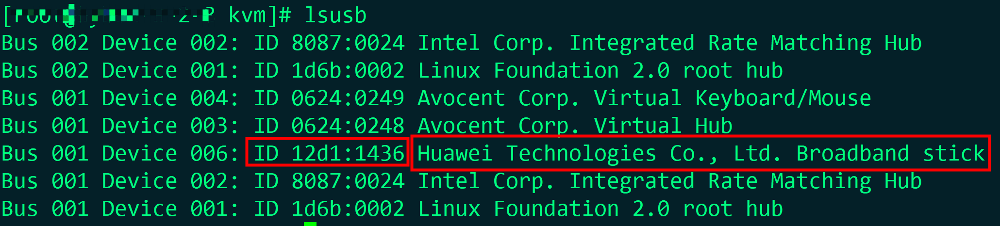 kvm]# lsusb
Bus 002 Device 002: ID 8087:0024 Intel Corp. Integrated Rate Matching Hub
Bus 002 Device 001: ID 1d6b:0002 Linux Foundation 2.0 root hub
Bus 001 Device 004: ID 0624:0249 Avocent Corp. Virtual Keyboard/Mouse
Bus 001 Device 003: ID 0624:0248 Avocent Corp. Virtual Hub
Bus 001 Device 006: ID 12d1:1436 Huawei Technologies Co., Ltd. Broadband stick
Bus 001 Device 002: ID 8087:0024 Intel Corp. Integrated Rate Matching Hub
Bus 001 Device 001: ID 1d6b:0002 Linux Foundation 2.0 root hub